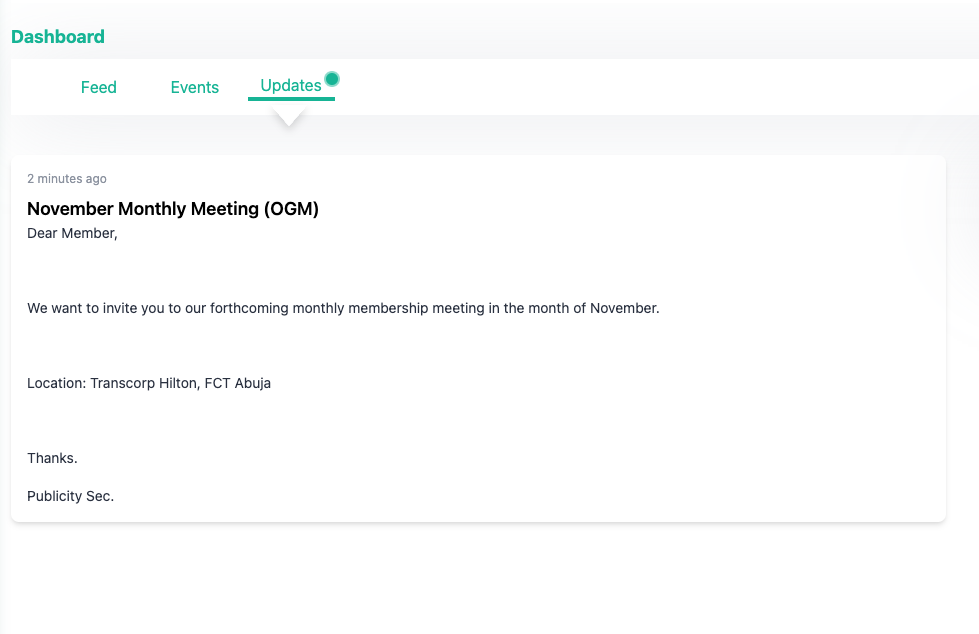 Dashboard
Feed
Events
Updates
2 minutes ago
November Monthly Meeting (OGM)
Dear Member,
We want to invite you to our forthcoming monthly membership meeting in the month of November.
Location: Transcorp Hilton, FCT Abuja
Thanks.
Publicity Sec.